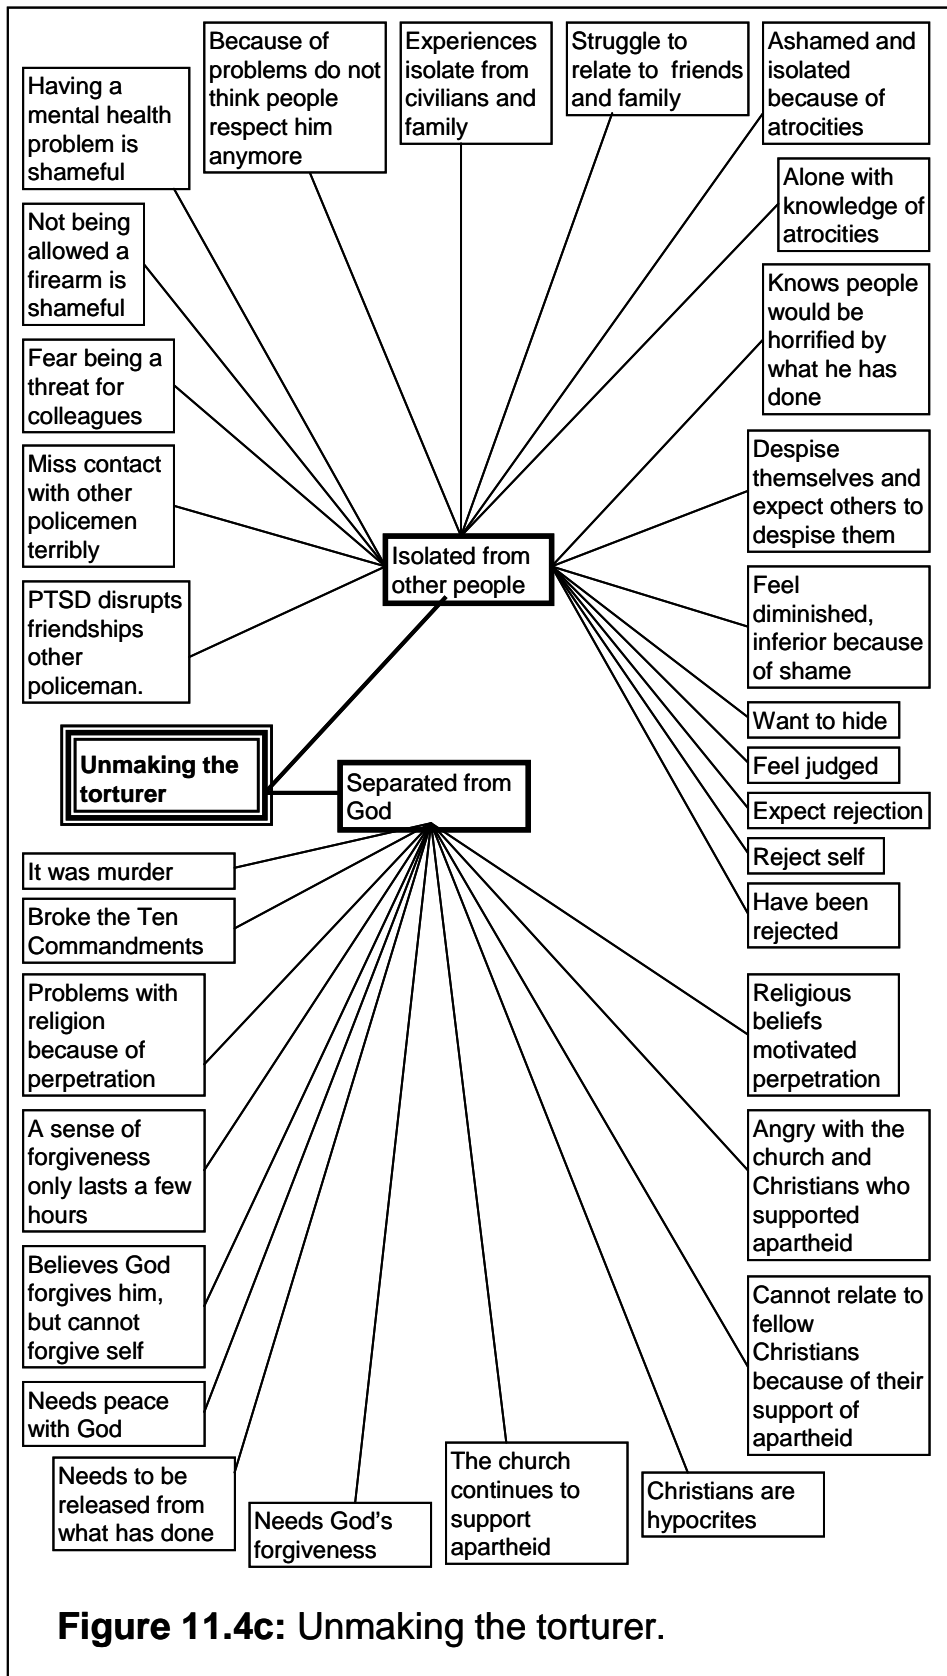 Because of
problems do not
think people
respect him
anymore
Experiences
isolate from
civilians and
family
Struggle to
relate to friends
and family
Ashamed and
isolated
because of
atrocities
Having a
mental health
problem is
shameful
Alone with
knowledge of
atrocities
Not being
allowed a
firearm is
shameful
Knows people
would be
horrified by
what he has
done
Fear being a
threat for
colleagues
Despise
themselves and
expect others to
despise them
Miss contact
with other
policemen
terribly
Isolated from
other people
PTSD disrupts
friendships
other
policeman.
Feel
diminished,
inferior because
of shame
Want to hide
Feel judged
Expect rejection
Reject self
Have been
rejected
Unmaking the
torturer
Separated from
God
It was murder
Broke the Ten
Commandments
Problems with
religion
because of
perpetration
A sense of
forgiveness
only lasts a few
hours
Believes God
forgives him,
but cannot
forgive self
Needs peace
with God
Needs to be
released from
what has done
Needs God's
forgiveness
The church
continues to
support
apartheid
Christians are
hypocrites
Religious
beliefs
motivated
perpetration
Angry with the
church and
Christians who
supported
apartheid
Cannot relate to
fellow
Christians
because of their
support of
apartheid
Figure 11.4c: Unmaking the torturer.